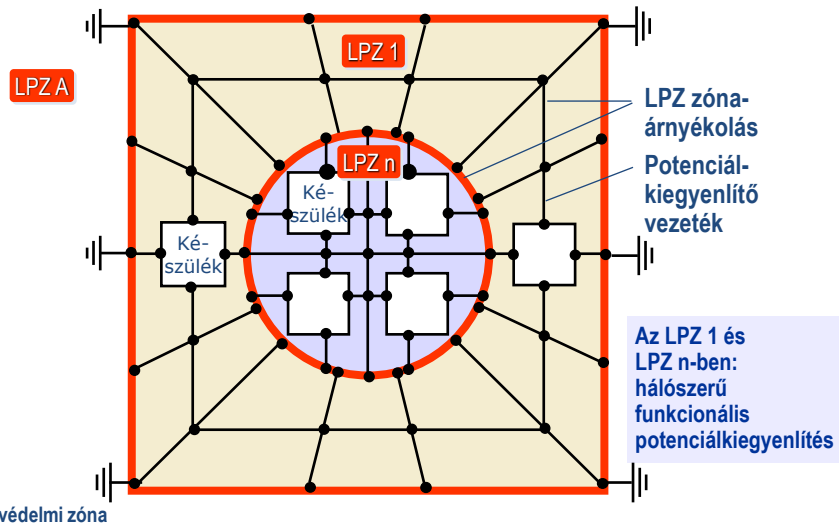 LPZ 1
LPZ A
LPZ zóna-
árnyékolás
LPZ n
Potenciál-
kiegyenlítő
vezeték
Ké-
szülék
Ké-
szülék
Az LPZ 1 és
LPZ n-ben:
hálószerű
funkcionális
potenciálkiegyenlítés
védelmi zóna